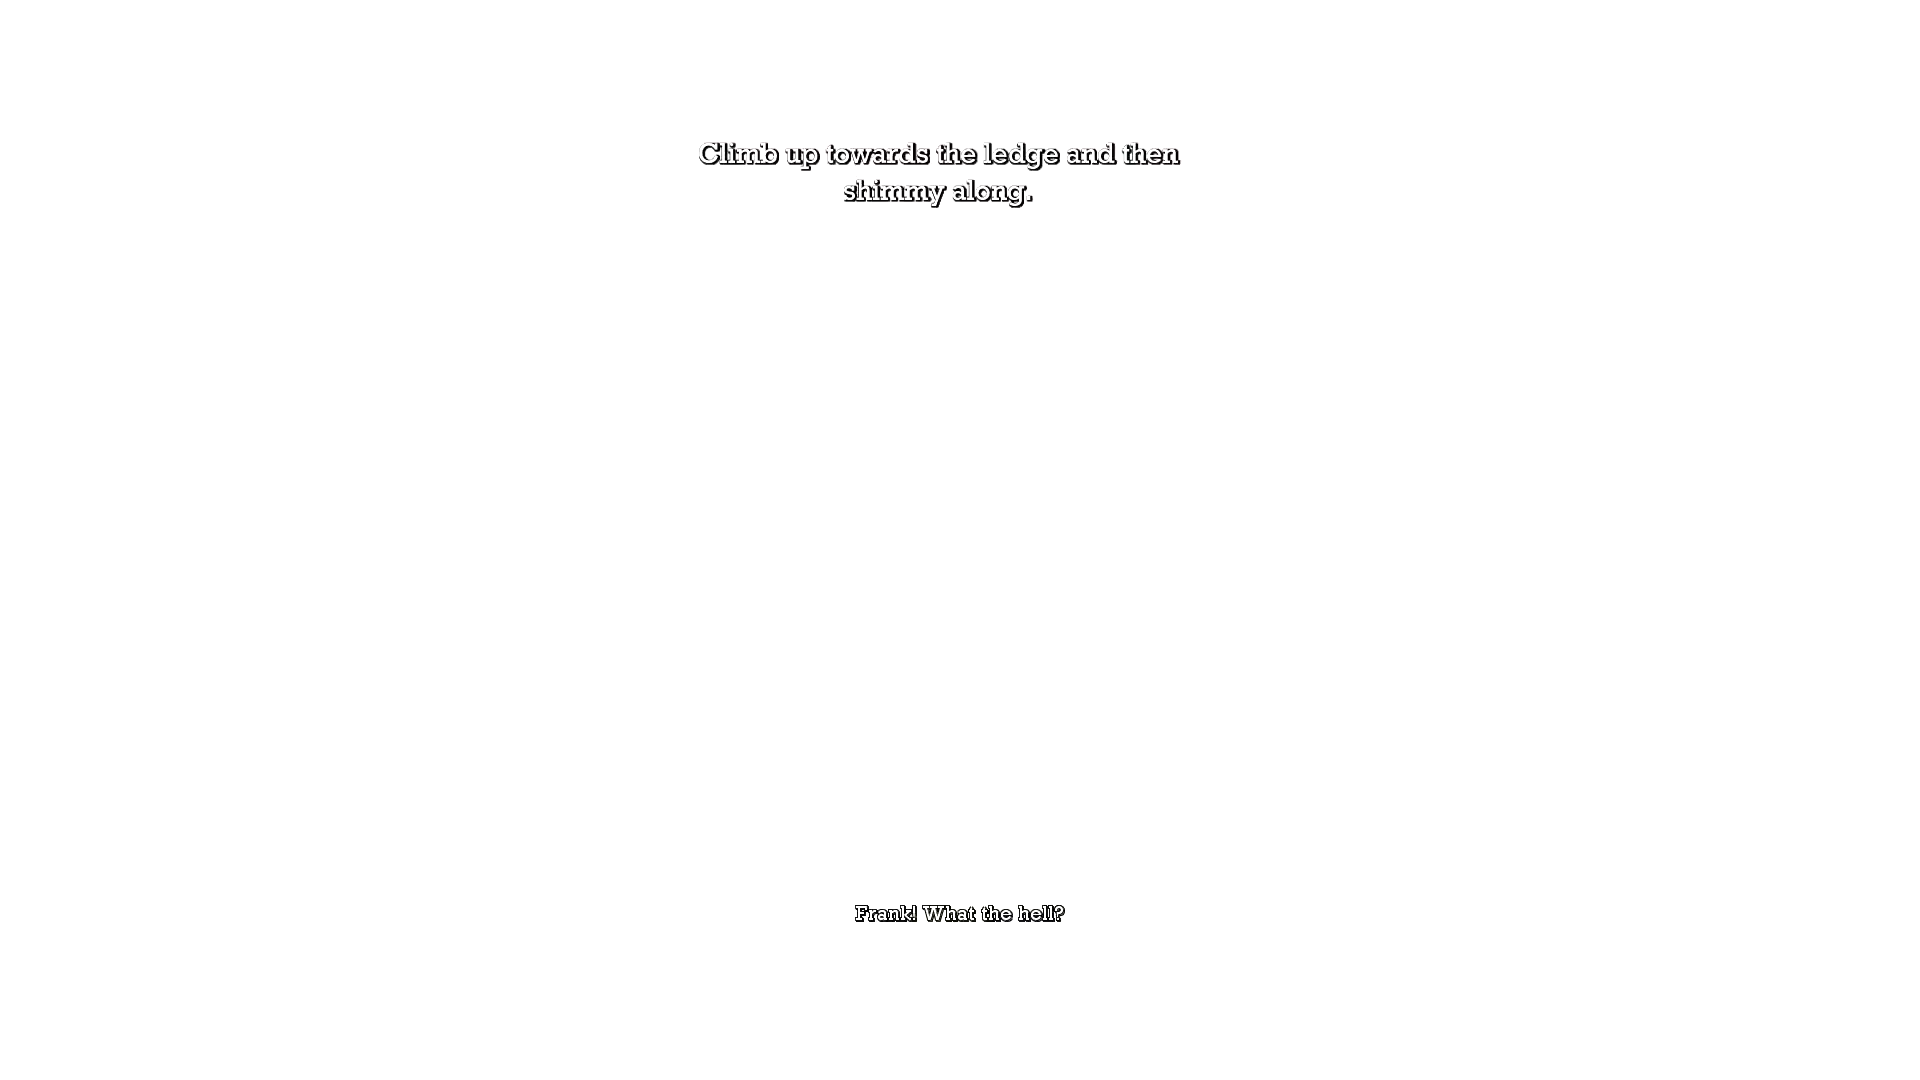 Climb up towards the ledge and then
shimmy along.
Frank! What the hell?